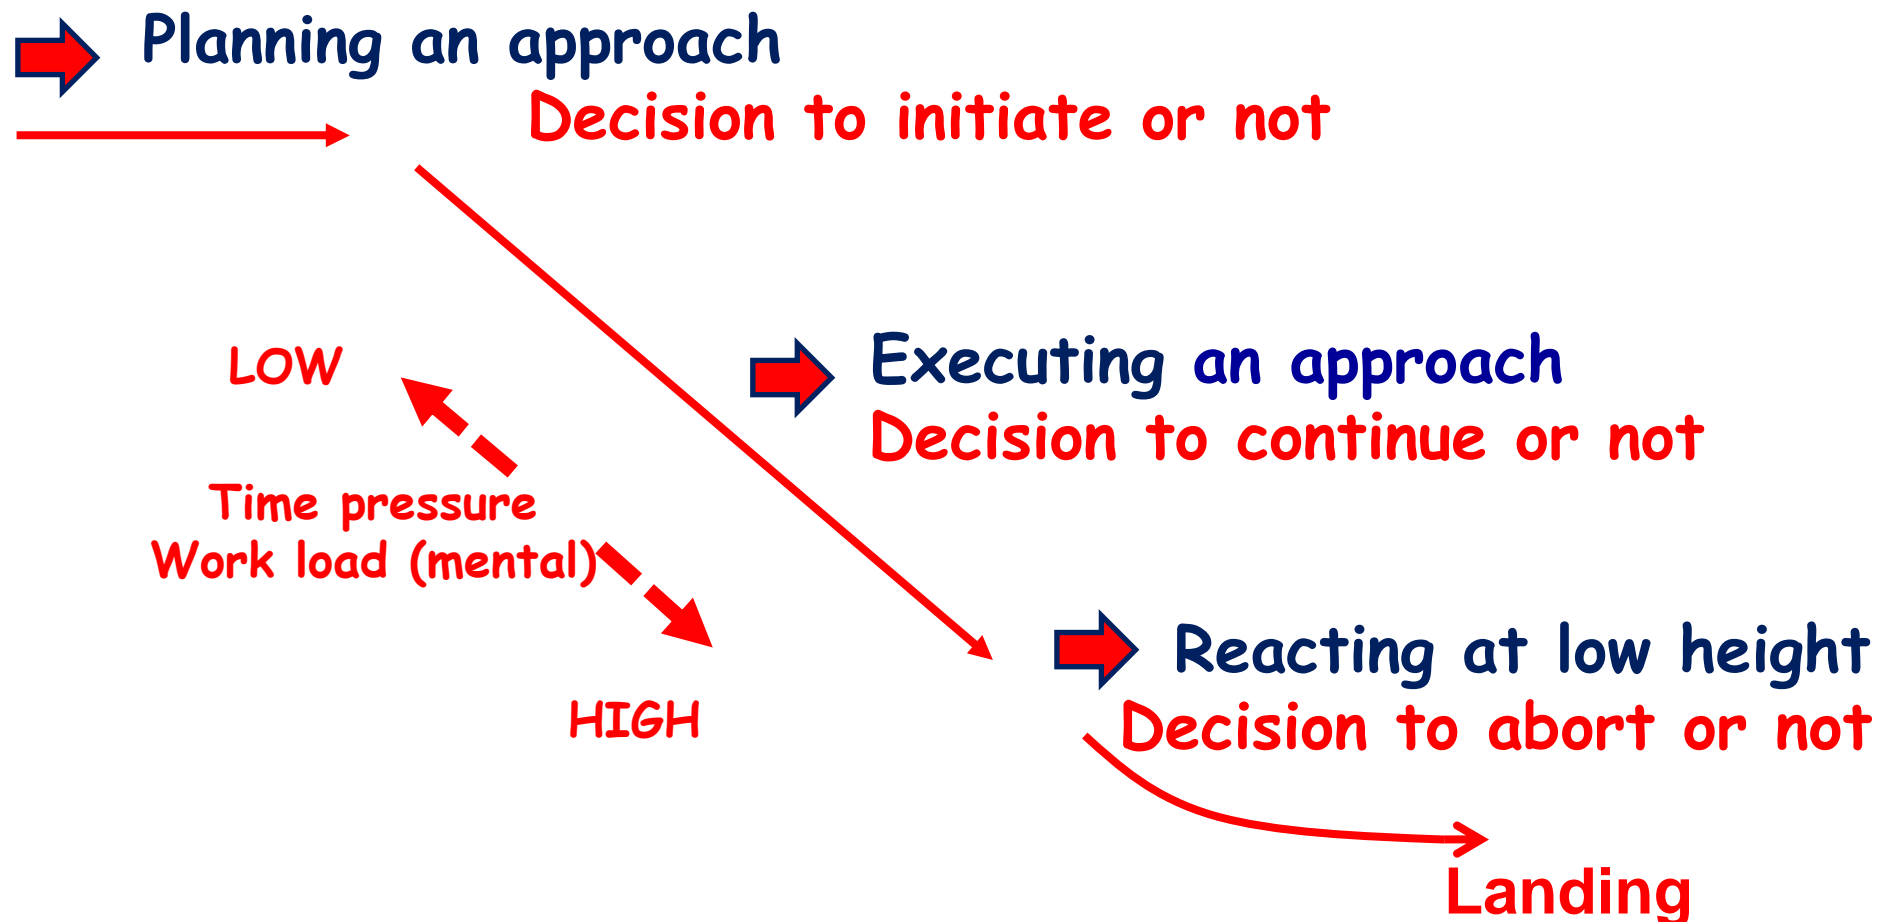 Planning an approach
Decision to initiate or not
LOW
Executing an approach
Decision to continue or not
Time pressure
Work load (mental)
Reacting at low height
HIGH
Decision to abort or not
Landing